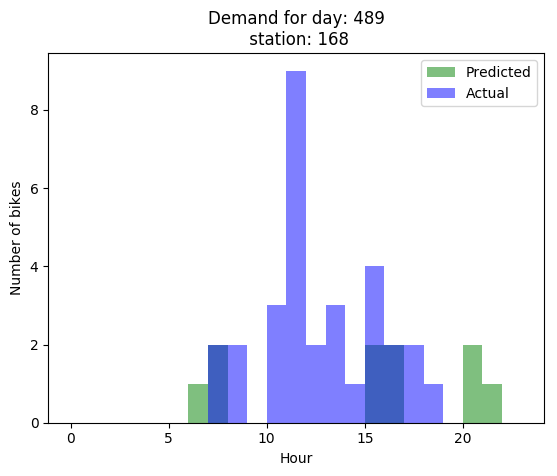 Demand for day: 489
station: 168
Predicted
Actual
Number of bikes
8
6
4
2
0
0
5
10
15
20
Hour